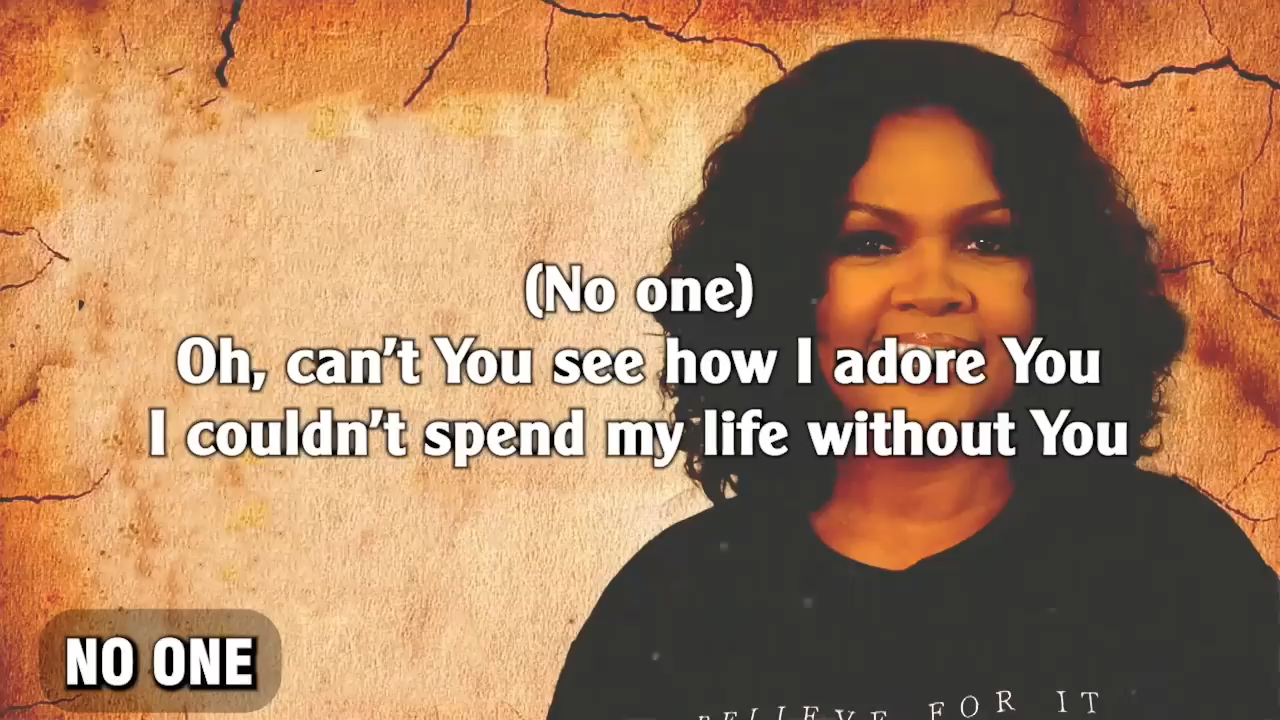 (No one)
Oh, can't You see how I adore You
I couldn't spend my life without You
NO ONE
BELIEVE FOR IT